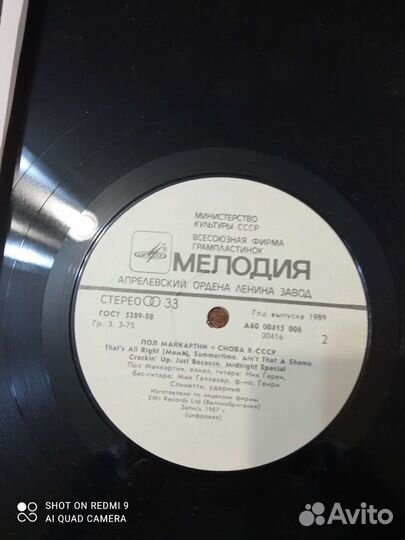 МИНИСТЕРСТВО
КУЛЬТУРЫ СССР
ВСЕСОЮЗНАЯ ФИРМА
ГРАМПЛАСТИНОК
МЕЛОДИЯ
АПРЕЛЕВСКИЙ ОРДЕНА ЛЕНИНА ЗАВОД
СТЕРЕО 33
Год выпуска 1989
ГОСТ 5289-88
А60 00415 006
Гр. 3. 3-75
00416
2
ПОЛ МАККАРТНИ • СНОВА В СССР
That's All Right (Mama), Summertime. Ain't That A Shame
Crackin' Up. Just Because. Midnight Special
Пол Маккартни, вокал, гитара; Ник Гарви,
бас-гитара; Мик Галлахер, ф-но; Генри
Спинетти, ударные
Изготовлено по лицензии фирмы
EMI Records Ltd (Великобритания)
Запись 1987 г.
(цифровая)
SHOT ON REDMI 9
AI QUAD CAMERA
Avito